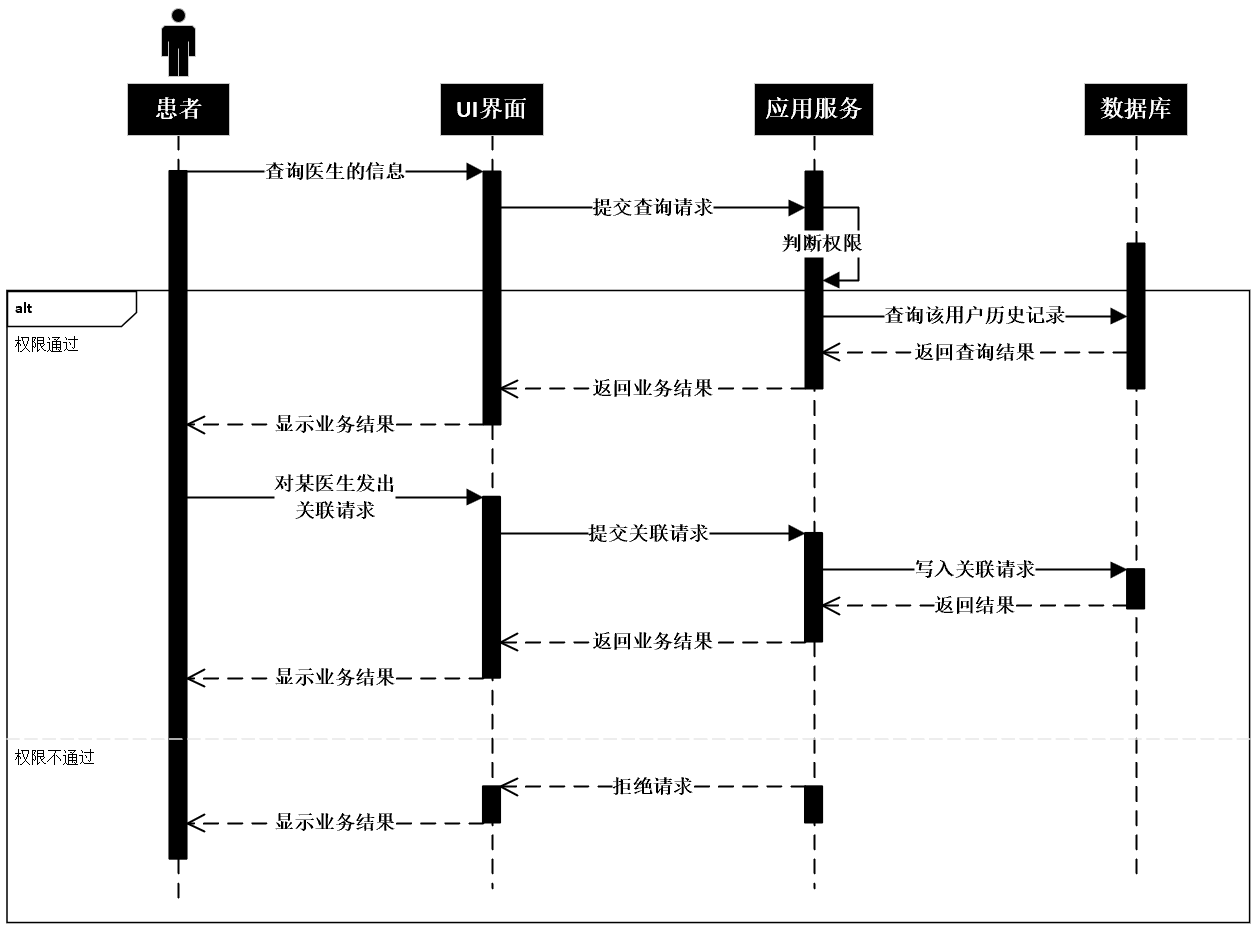 患者
UI界面
应用服务
数据库
查询医生的信息
提交查询请求
判断权限
alt
权限通过
查询该用户历史记录
返回查询结果
返回业务结果
显示业务结果
对某医生发出
关联请求
提交关联请求
写入关联请求
返回结果
返回业务结果
显示业务结果
权限不通过
拒绝请求
显示业务结果